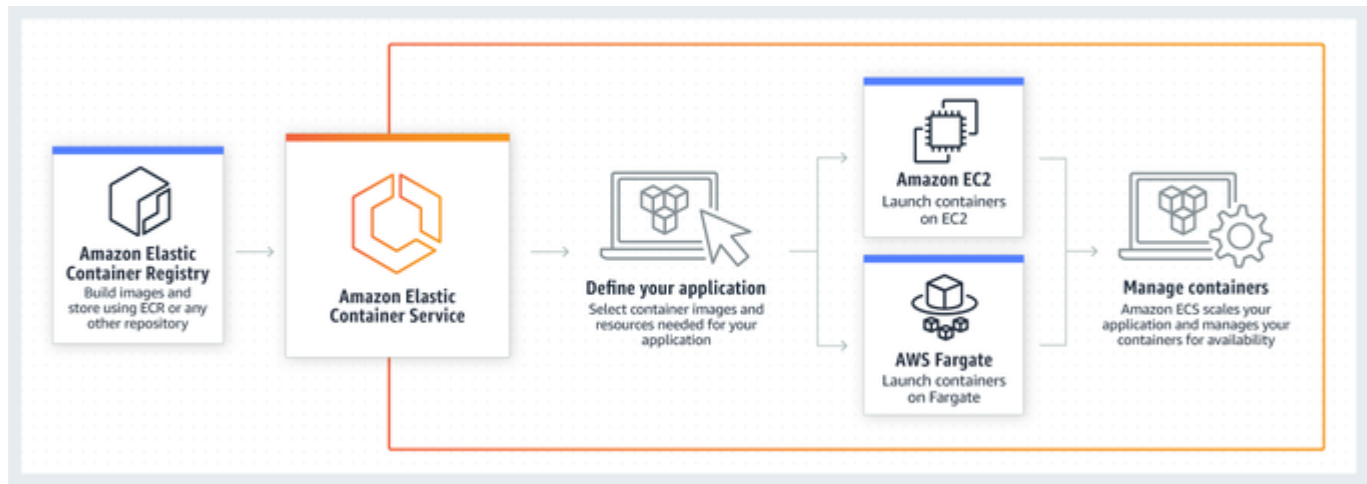 Amazon Elastic
Container Registry
Build images and
store using ECR or any
other repository
Amazon Elastic
Container Service
Define your application
Select container images and
resources needed for your
application
Amazon EC2
Launch containers
on EC2
AWS Fargate
Launch containers
on Fargate
Manage containers
Amazon ECS scales your
application and manages your
containers for availability